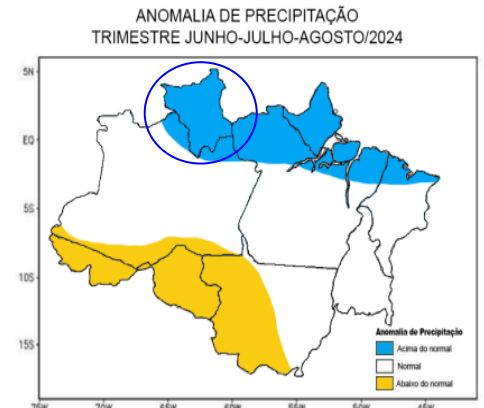 ANOMALIA DE PRECIPITAÇÃO
TRIMESTRE JUNHO-JULHO-AGOSTO/2024
5N
EQ
5S
10S
15S
Anomalia de Precipitação
Acima do normal
Normal
Abaixo do normal